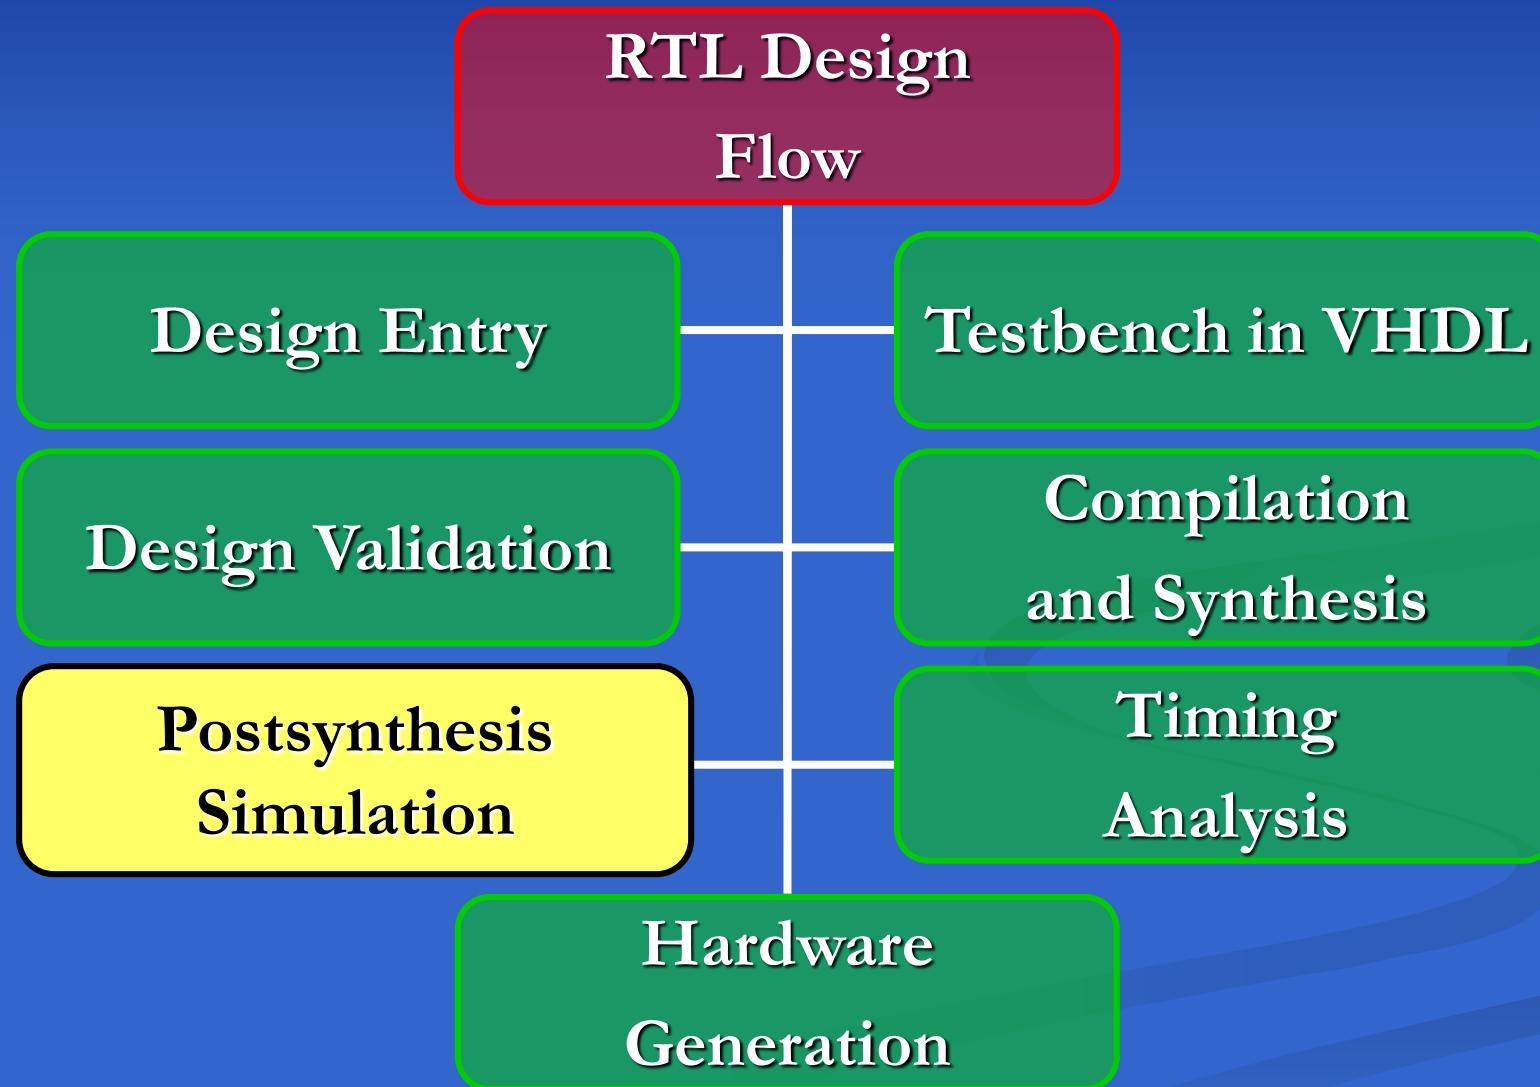 RTL Design
Flow
Design Entry
Testbench in VHDL
Design Validation
Compilation
and Synthesis
Postsynthesis
Simulation
Timing
Analysis
Hardware
Generation